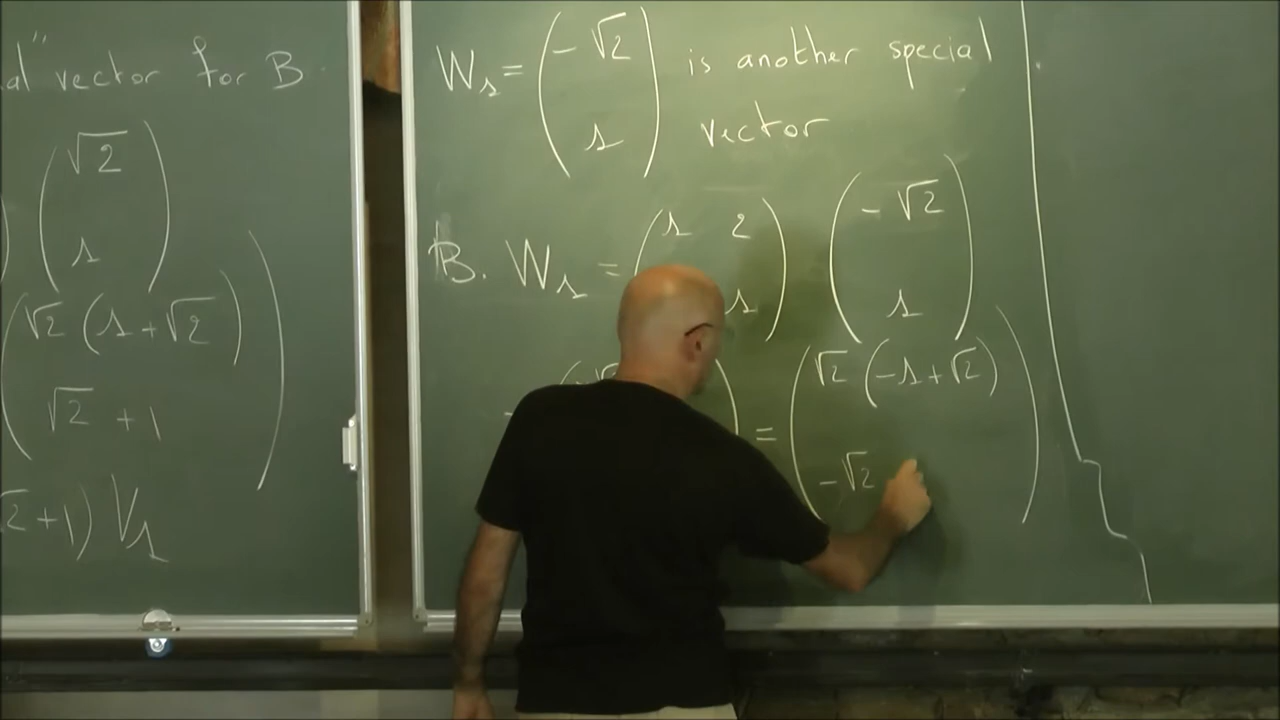 al" vector for B
√2
1
√2 (1+√2)
√2 + 1
√2 +1) V₁
W₁ = ( -√2 ) is another special
( 1 ) vector
B. W₁ = ( 1 2 ) ( -√2 )
1 ) ( 1 )
= ( √2 (-1+√2) )
-√2